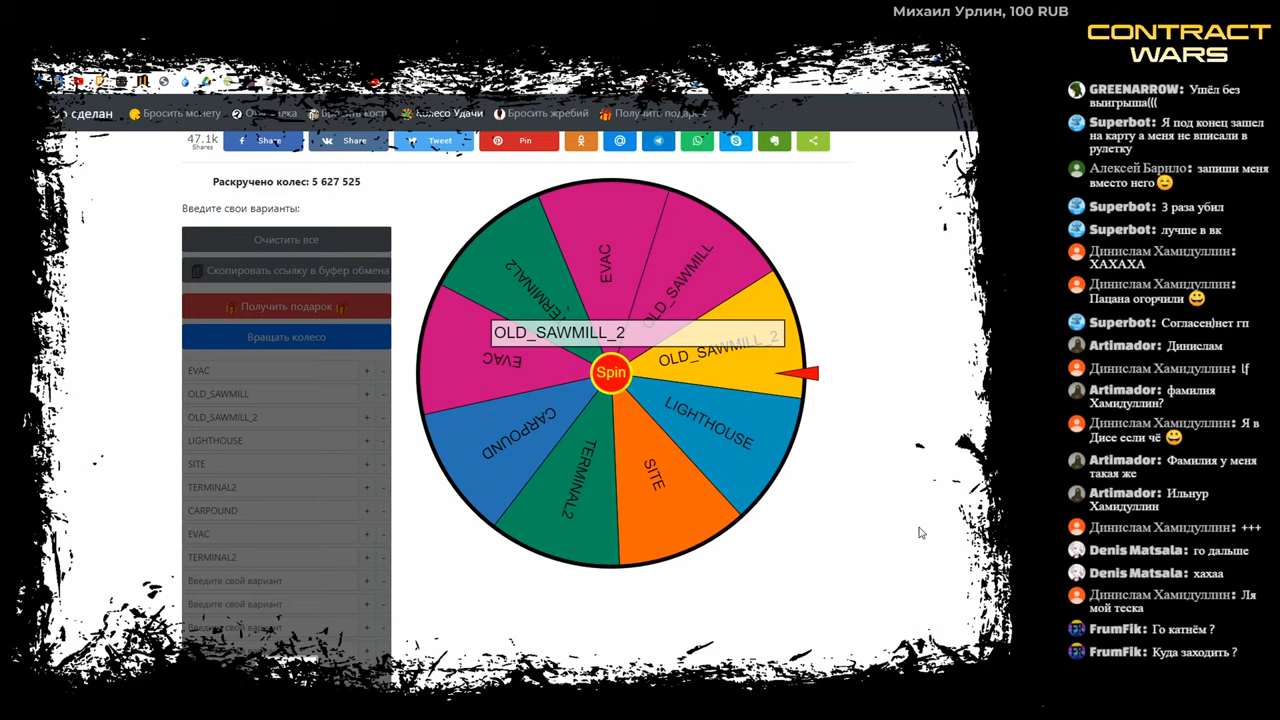 Михаил Урлин, 100 RUB
CONTRACT
WARS
сделан
Бросить монету
Колесо Удачи
Бросить жребий
Получить подарок
47.1k
Shares
Share
Share
Tweet
Pin
Раскручено колес: 5 627 525
Введите свои варианты:
Очистить все
Скопировать ссылку в буфер обмена
Получить подарок
Вращать колесо
EVAC
+ -
OLD_SAWMILL
+ -
OLD_SAWMILL_2
+ -
LIGHTHOUSE
+ -
SITE
+ -
TERMINAL2
+ -
CARPOUND
+ -
EVAC
+ -
TERMINAL2
+ -
Введите свой вариант
+ -
Введите свой вариант
+ -
Введите свой вариант
+ -
EVAC
OLD_SAWMILL
TERMINAL2
OLD_SAWMILL_2
OLD_SAWMILL_2
EVAC
Spin
LIGHTHOUSE
CARPOUND
TERMINAL2
SITE
GREENARROW: Ушёл без
выигрыша(((
Superbot: Я под конец зашел
на карту а меня не вписали в
рулетку
Алексей Барило: запиши меня
вместо него
Superbot: 3 раза убил
Superbot: лучше в вк
Динислам Хамидуллин:
ХАХАХА
Динислам Хамидуллин:
Пацана огорчили
Superbot: Согласен)нет гп
Artimador: Динислам
Динислам Хамидуллин: lf
Artimador: фамилия
Хамидуллин?
Динислам Хамидуллин: Я в
Дисе если чё
Artimador: Фамилия у меня
такая же
Artimador: Ильнур
Хамидуллин
Динислам Хамидуллин: +++
Denis Matsala: го дальше
Denis Matsala: хахаа
Динислам Хамидуллин: Ля
мой теска
FrumFik: Го катнём ?
FrumFik: Куда заходить ?